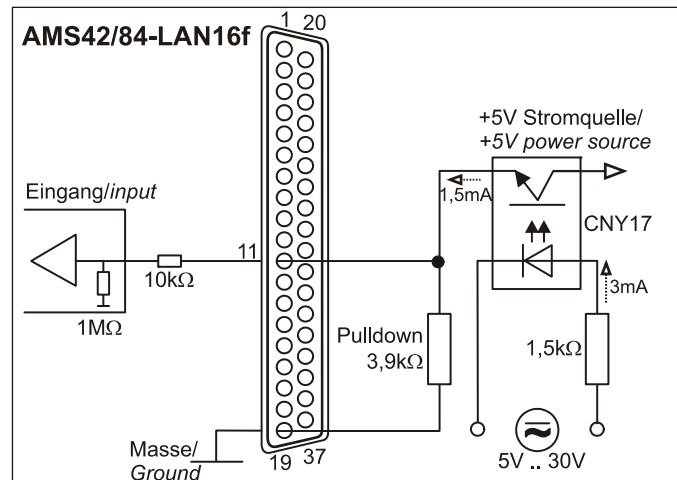 AMS42/84-LAN16f
1 20
+5V Stromquelle/
+5V power source
1,5mA
CNY17
Eingang/input
11
10kΩ
1MΩ
3mA
Pulldown
3,9kΩ
1,5kΩ
Masse/
Ground
19 37
5V .. 30V